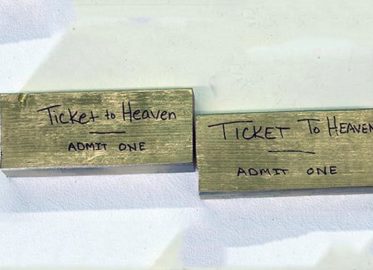 Ticket to Heaven
ADMIT ONE
TICKET To HEAVEN
ADMIT ONE